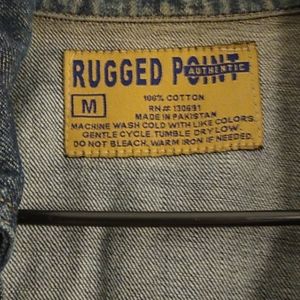 RUGGED POINT
AUTHENTIC
M
100% COTTON
RN# 130691
MADE IN PAKISTAN
MACHINE WASH COLD WITH LIKE COLORS.
GENTLE CYCLE. TUMBLE DRY LOW.
DO NOT BLEACH. WARM IRON IF NEEDED.